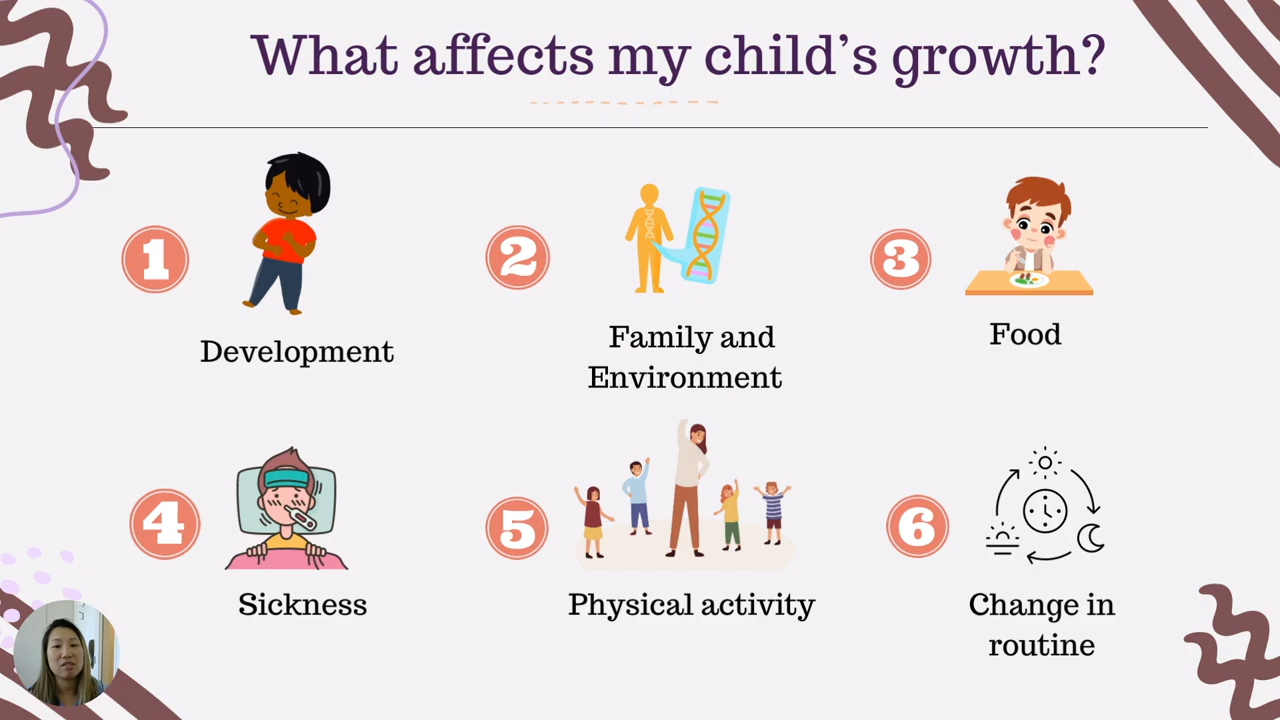 What affects my child’s growth?
1
Development
2
Family and
Environment
3
Food
4
Sickness
5
Physical activity
6
Change in
routine